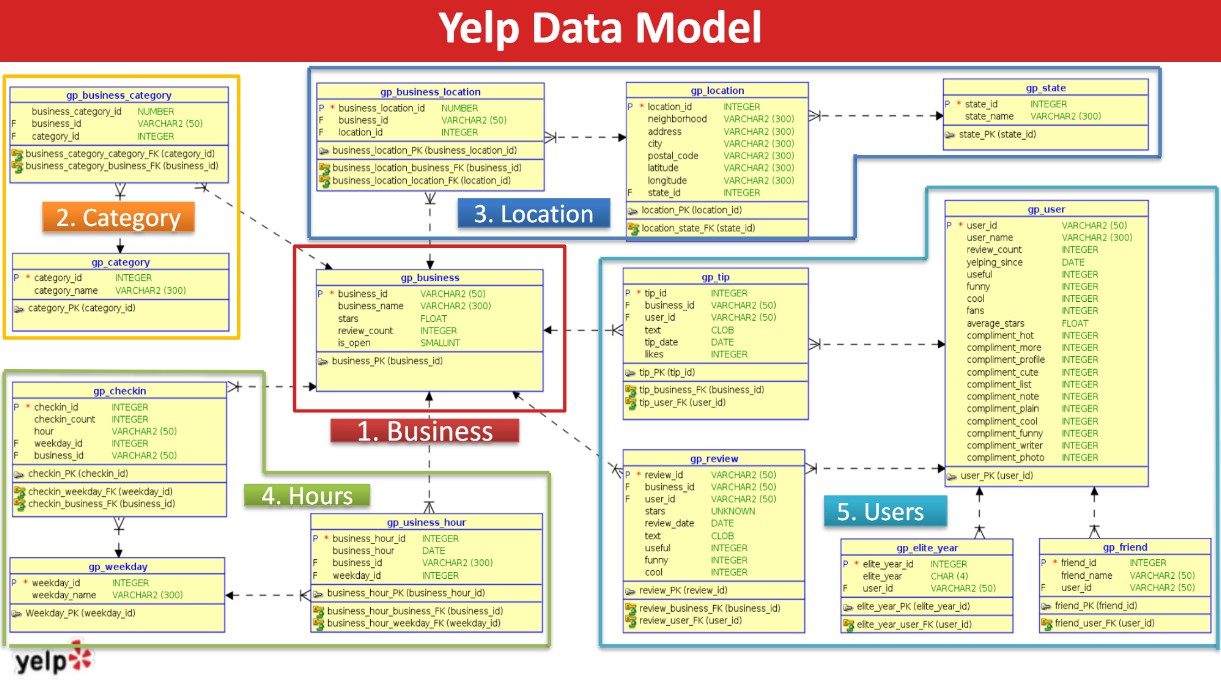 Yelp Data Model
gp_business_category
business_category_id NUMBER
F business_id VARCHAR2 (50)
F category_id INTEGER
business_category_category_FK (category_id)
business_category_business_FK (business_id)
2. Category
gp_category
P * category_id INTEGER
category_name VARCHAR2 (300)
category_PK (category_id)
gp_business_location
P * business_location_id NUMBER
F business_id VARCHAR2 (50)
F location_id INTEGER
business_location_PK (business_location_id)
business_location_business_FK (business_id)
business_location_location_FK (location_id)
gp_location
P * location_id INTEGER
neighborhood VARCHAR2 (300)
address VARCHAR2 (300)
city VARCHAR2 (300)
postal_code VARCHAR2 (300)
latitude VARCHAR2 (300)
longitude VARCHAR2 (300)
F state_id INTEGER
location_PK (location_id)
location_state_FK (state_id)
gp_state
P * state_id INTEGER
state_name VARCHAR2 (300)
state_PK (state_id)
3. Location
gp_business
P * business_id VARCHAR2 (50)
business_name VARCHAR2 (300)
stars FLOAT
review_count INTEGER
is_open SMALLINT
business_PK (business_id)
1. Business
gp_checkin
P * checkin_id INTEGER
checkin_count INTEGER
hour VARCHAR2 (50)
F weekday_id INTEGER
F business_id VARCHAR2 (50)
checkin_PK (checkin_id)
checkin_weekday_FK (weekday_id)
checkin_business_FK (business_id)
4. Hours
gp_weekday
P * weekday_id INTEGER
weekday_name VARCHAR2 (300)
Weekday_PK (weekday_id)
gp_usiness_hour
P * business_hour_id INTEGER
business_hour DATE
F business_id VARCHAR2 (300)
F weekday_id INTEGER
business_hour_PK (business_hour_id)
business_hour_business_FK (business_id)
business_hour_weekday_FK (weekday_id)
gp_tip
P * tip_id INTEGER
F business_id VARCHAR2 (50)
F user_id VARCHAR2 (50)
text CLOB
tip_date DATE
likes INTEGER
tip_PK (tip_id)
tip_business_FK (business_id)
tip_user_FK (user_id)
gp_review
P * review_id VARCHAR2 (50)
F business_id VARCHAR2 (50)
F user_id VARCHAR2 (50)
stars UNKNOWN
review_date DATE
text CLOB
useful INTEGER
funny INTEGER
cool INTEGER
review_PK (review_id)
review_business_FK (business_id)
review_user_FK (user_id)
gp_user
P * user_id VARCHAR2 (50)
user_name VARCHAR2 (300)
review_count INTEGER
yelping_since DATE
useful INTEGER
funny INTEGER
cool INTEGER
fans INTEGER
average_stars FLOAT
compliment_hot INTEGER
compliment_more INTEGER
compliment_profile INTEGER
compliment_cute INTEGER
compliment_list INTEGER
compliment_note INTEGER
compliment_plain INTEGER
compliment_cool INTEGER
compliment_funny INTEGER
compliment_writer INTEGER
compliment_photo INTEGER
user_PK (user_id)
5. Users
gp_elite_year
P * elite_year_id INTEGER
elite_year CHAR (4)
F user_id VARCHAR2 (50)
elite_year_PK (elite_year_id)
elite_year_user_FK (user_id)
gp_friend
P * friend_id INTEGER
friend_name VARCHAR2 (50)
F user_id VARCHAR2 (50)
friend_PK (friend_id)
friend_user_FK (user_id)
yelp